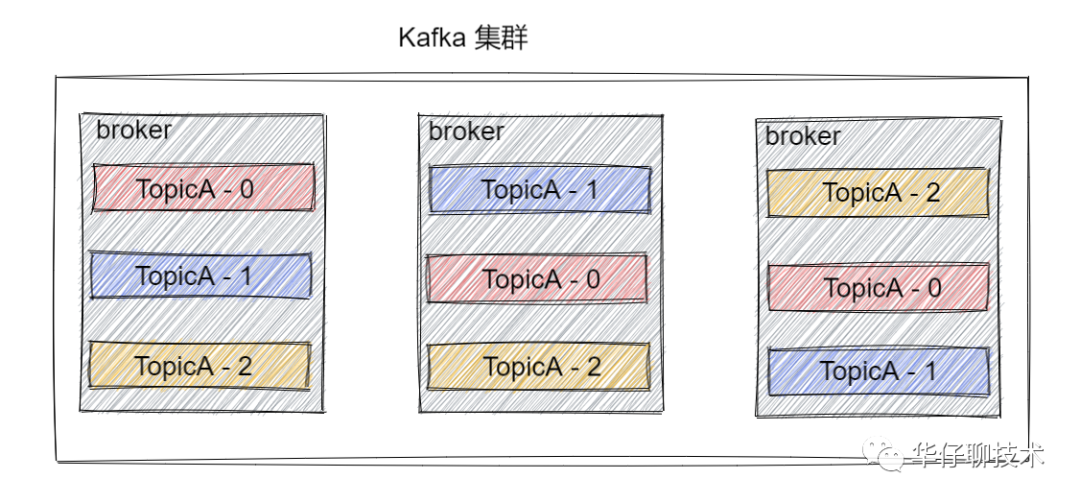 Kafka 集群
broker
TopicA - 0
TopicA - 1
TopicA - 2
broker
TopicA - 1
TopicA - 0
TopicA - 2
broker
TopicA - 2
TopicA - 0
TopicA - 1
华仔聊技术